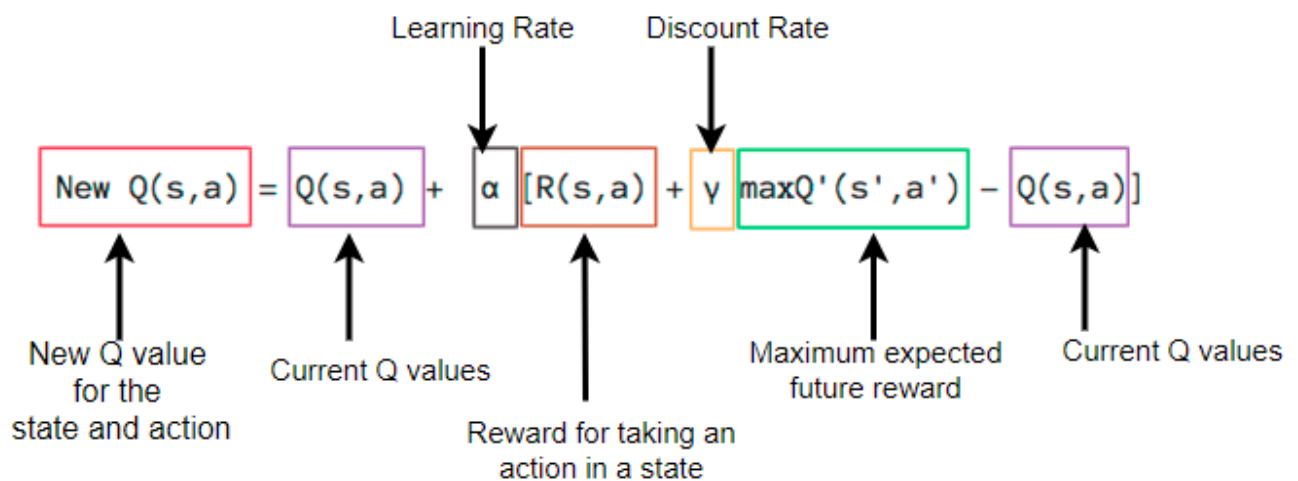 Learning Rate
Discount Rate
New Q(s,a) = Q(s,a) + α [R(s,a) + γ maxQ'(s',a') - Q(s,a)]
New Q value
for the
state and action
Current Q values
Reward for taking an
action in a state
Maximum expected
future reward
Current Q values